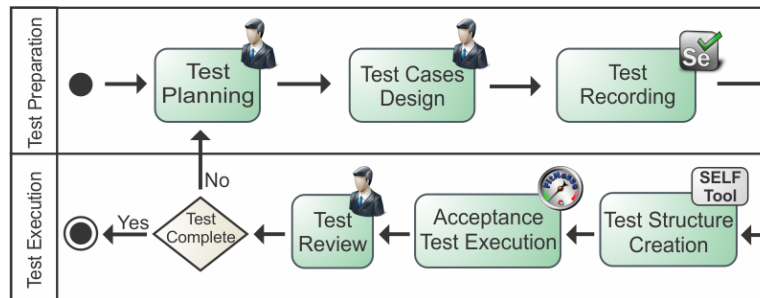 Test Preparation
Test
Planning
Test Cases
Design
Se
Test
Recording
Test Execution
Yes
Test
Complete
No
Test
Review
FitNesse
Acceptance
Test Execution
SELF
Tool
Test Structure
Creation